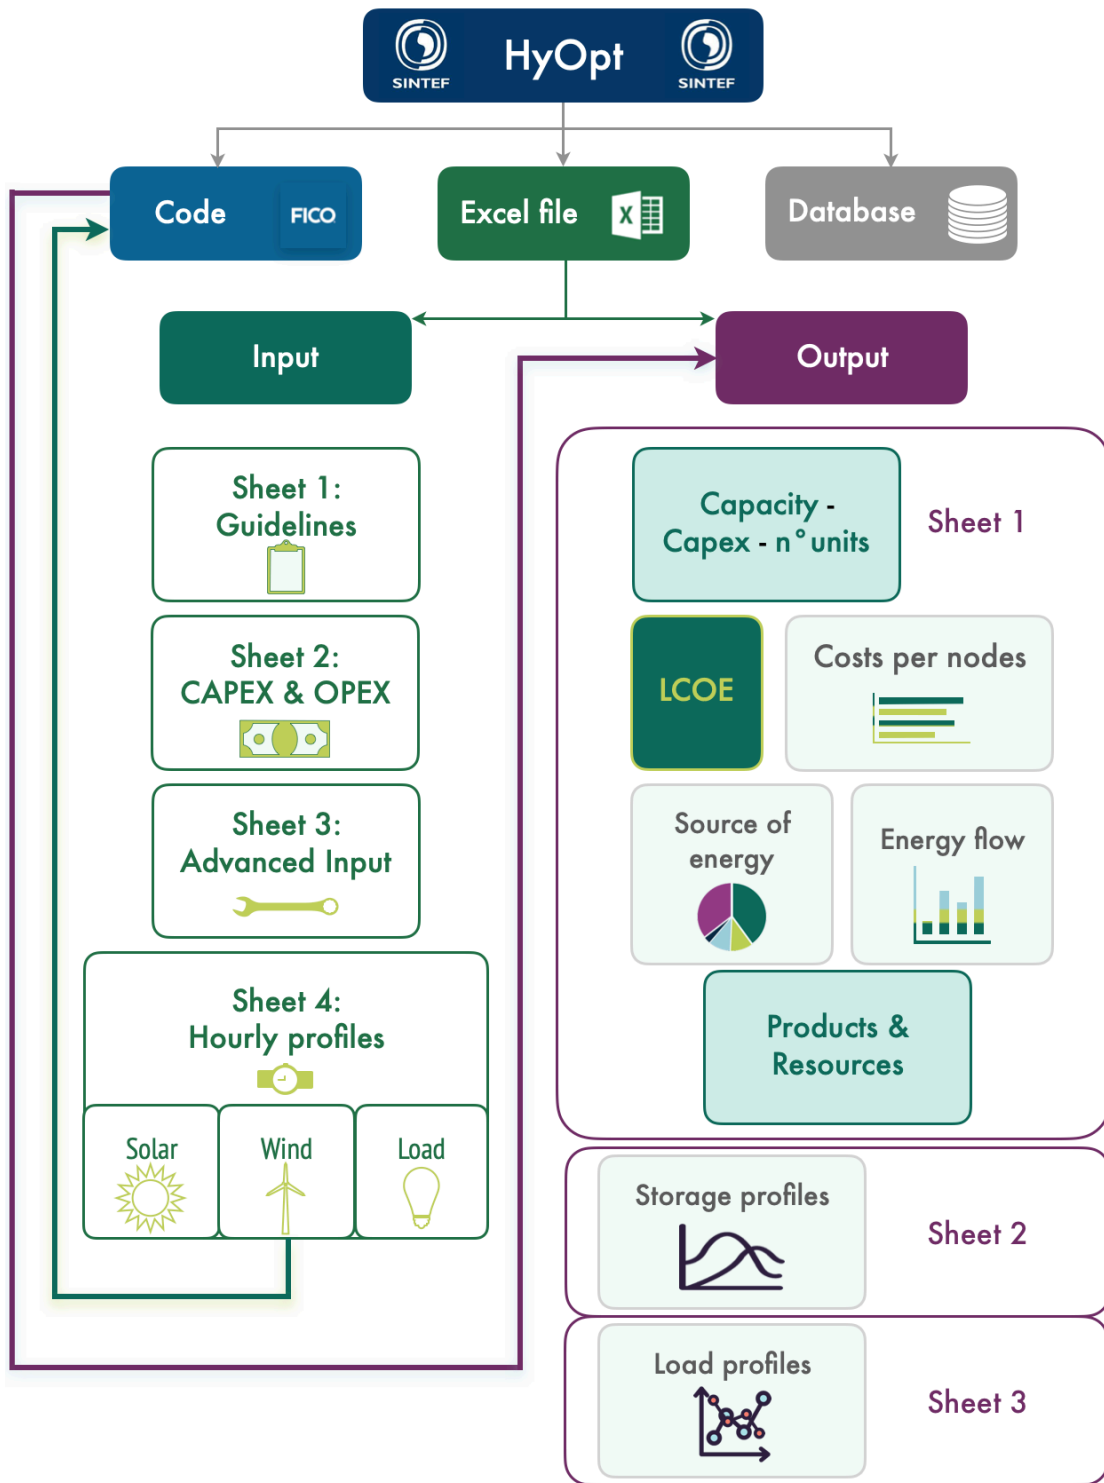 SINTEF
HyOpt
SINTEF
Code
FICO
Excel file
X
Database
Input
Output
Sheet 1:
Guidelines
Capacity -
Capex - n° units
Sheet 1
Sheet 2:
CAPEX & OPEX
LCOE
Costs per nodes
Sheet 3:
Advanced Input
Source of
energy
Energy flow
Sheet 4:
Hourly profiles
Products &
Resources
Solar
Wind
Load
Storage profiles
Sheet 2
Load profiles
Sheet 3